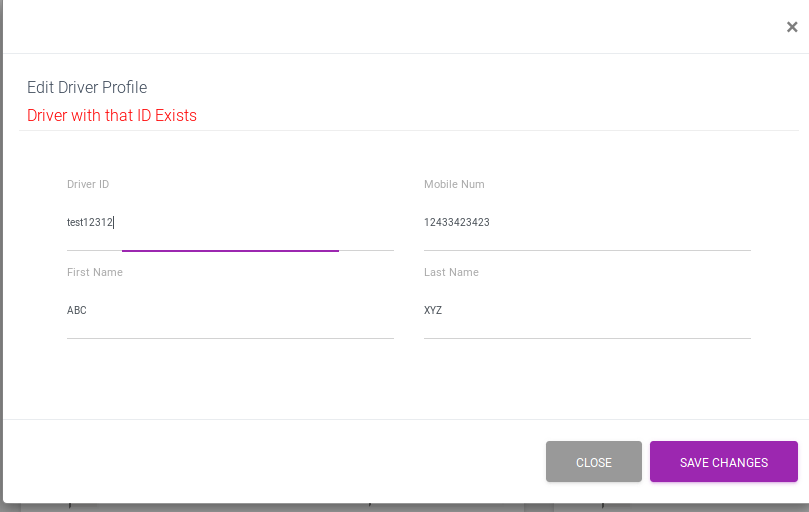 ×
Edit Driver Profile
Driver with that ID Exists
Driver ID
Mobile Num
test12312
12433423423
First Name
Last Name
ABC
XYZ
CLOSE
SAVE CHANGES